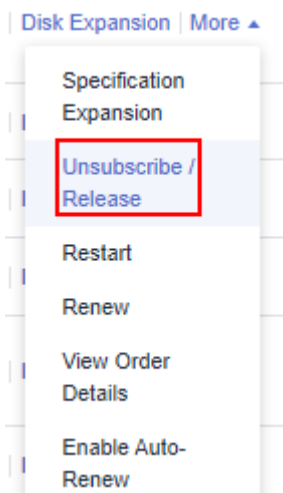 Disk Expansion | More ▲
Specification
Expansion
Unsubscribe /
Release
Restart
Renew
View Order
Details
Enable Auto-
Renew